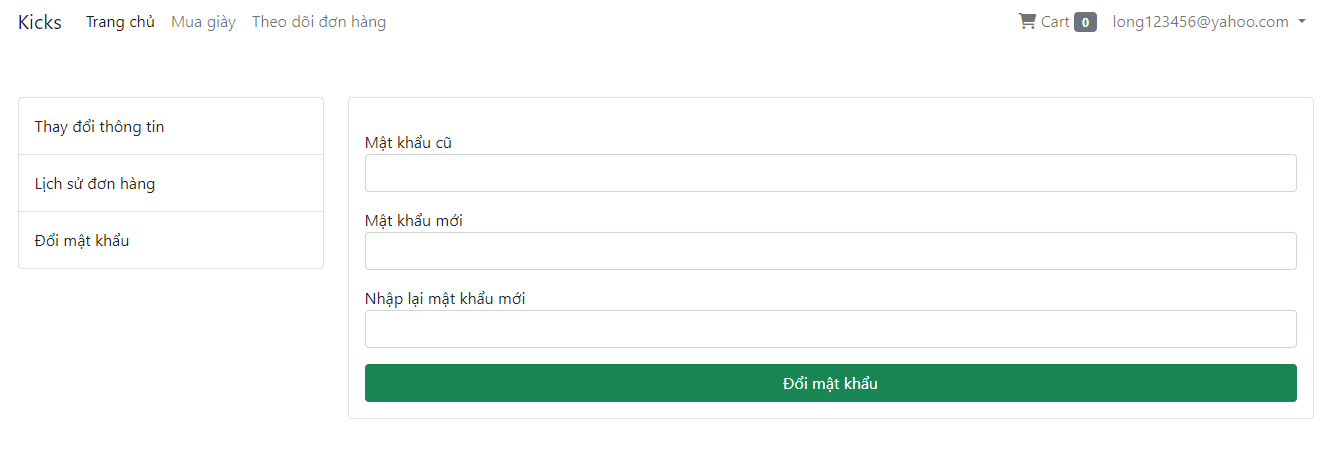 Kicks Trang chủ Mua giày Theo dõi đơn hàng Cart 0 long123456@yahoo.com
Thay đổi thông tin
Lịch sử đơn hàng
Đổi mật khẩu
Mật khẩu cũ
Mật khẩu mới
Nhập lại mật khẩu mới
Đổi mật khẩu